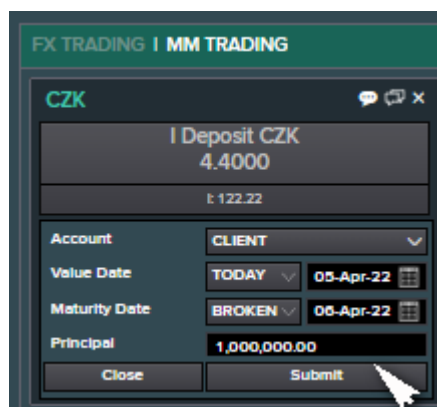 FX TRADING I MM TRADING
CZK
I Deposit CZK
4.4000
I: 122.22
Account CLIENT
Value Date TODAY 05-Apr-22
Maturity Date BROKEN 06-Apr-22
Principal 1,000,000.00
Close Submit